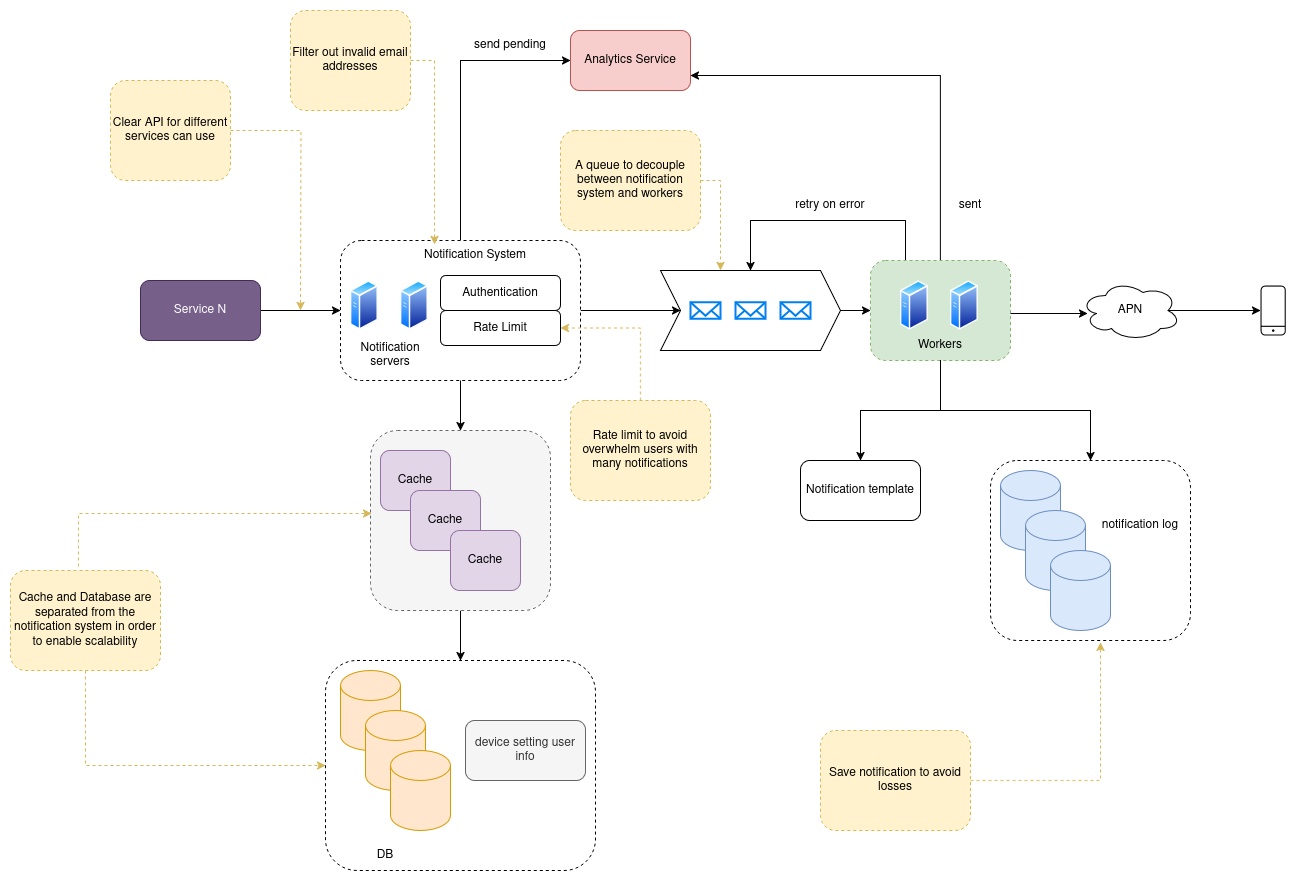 Filter out invalid email
addresses
send pending
Analytics Service
Clear API for different
services can use
A queue to decouple
between notification
system and workers
retry on error
sent
Notification System
Service N
Authentication
Rate Limit
Notification
servers
Workers
APN
Rate limit to avoid
overwhelm users with
many notifications
Cache
Cache
Cache
Notification template
notification log
Cache and Database are
separated from the
notification system in order
to enable scalability
device setting user
info
DB
Save notification to avoid
losses